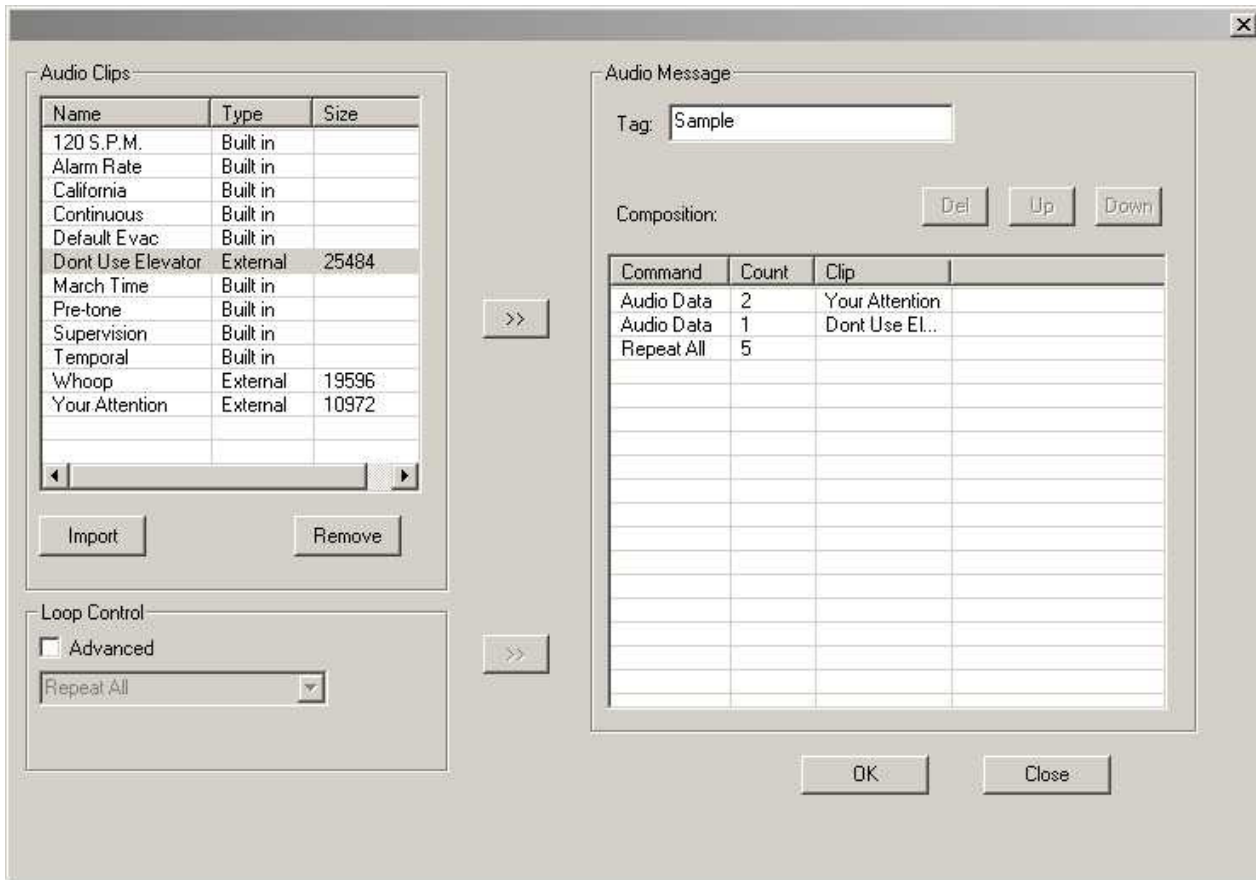 Audio Clips
Name Type Size
120 S.P.M. Built in
Alarm Rate Built in
California Built in
Continuous Built in
Default Evac Built in
Dont Use Elevator External 25484
March Time Built in
Pre-tone Built in
Supervision Built in
Temporal Built in
Whoop External 19596
Your Attention External 10972
Import Remove
Loop Control
Advanced
Repeat All
>>
>>
Audio Message
Tag: Sample
Composition: Del Up Down
Command Count Clip
Audio Data 2 Your Attention
Audio Data 1 Dont Use El...
Repeat All 5
OK Close